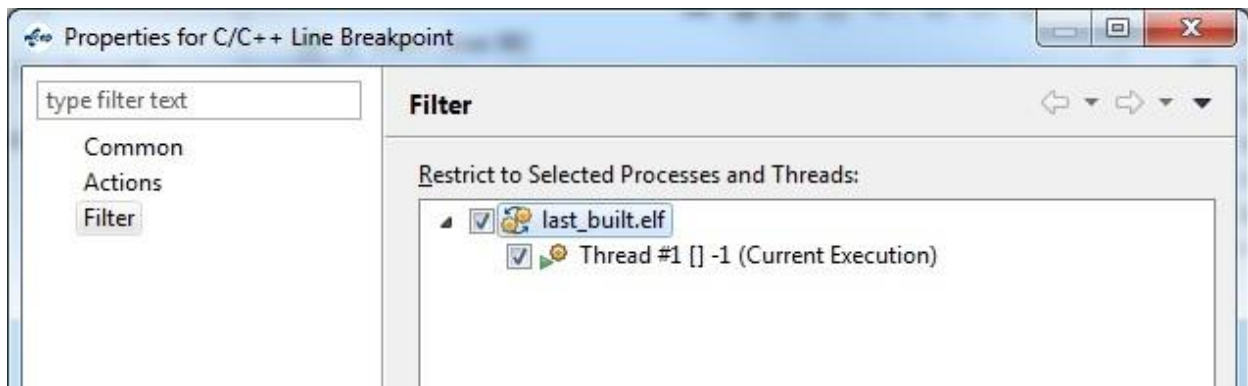 Properties for C/C++ Line Breakpoint
type filter text
Common
Actions
Filter
Filter
Restrict to Selected Processes and Threads:
last_built.elf
Thread #1 [] -1 (Current Execution)